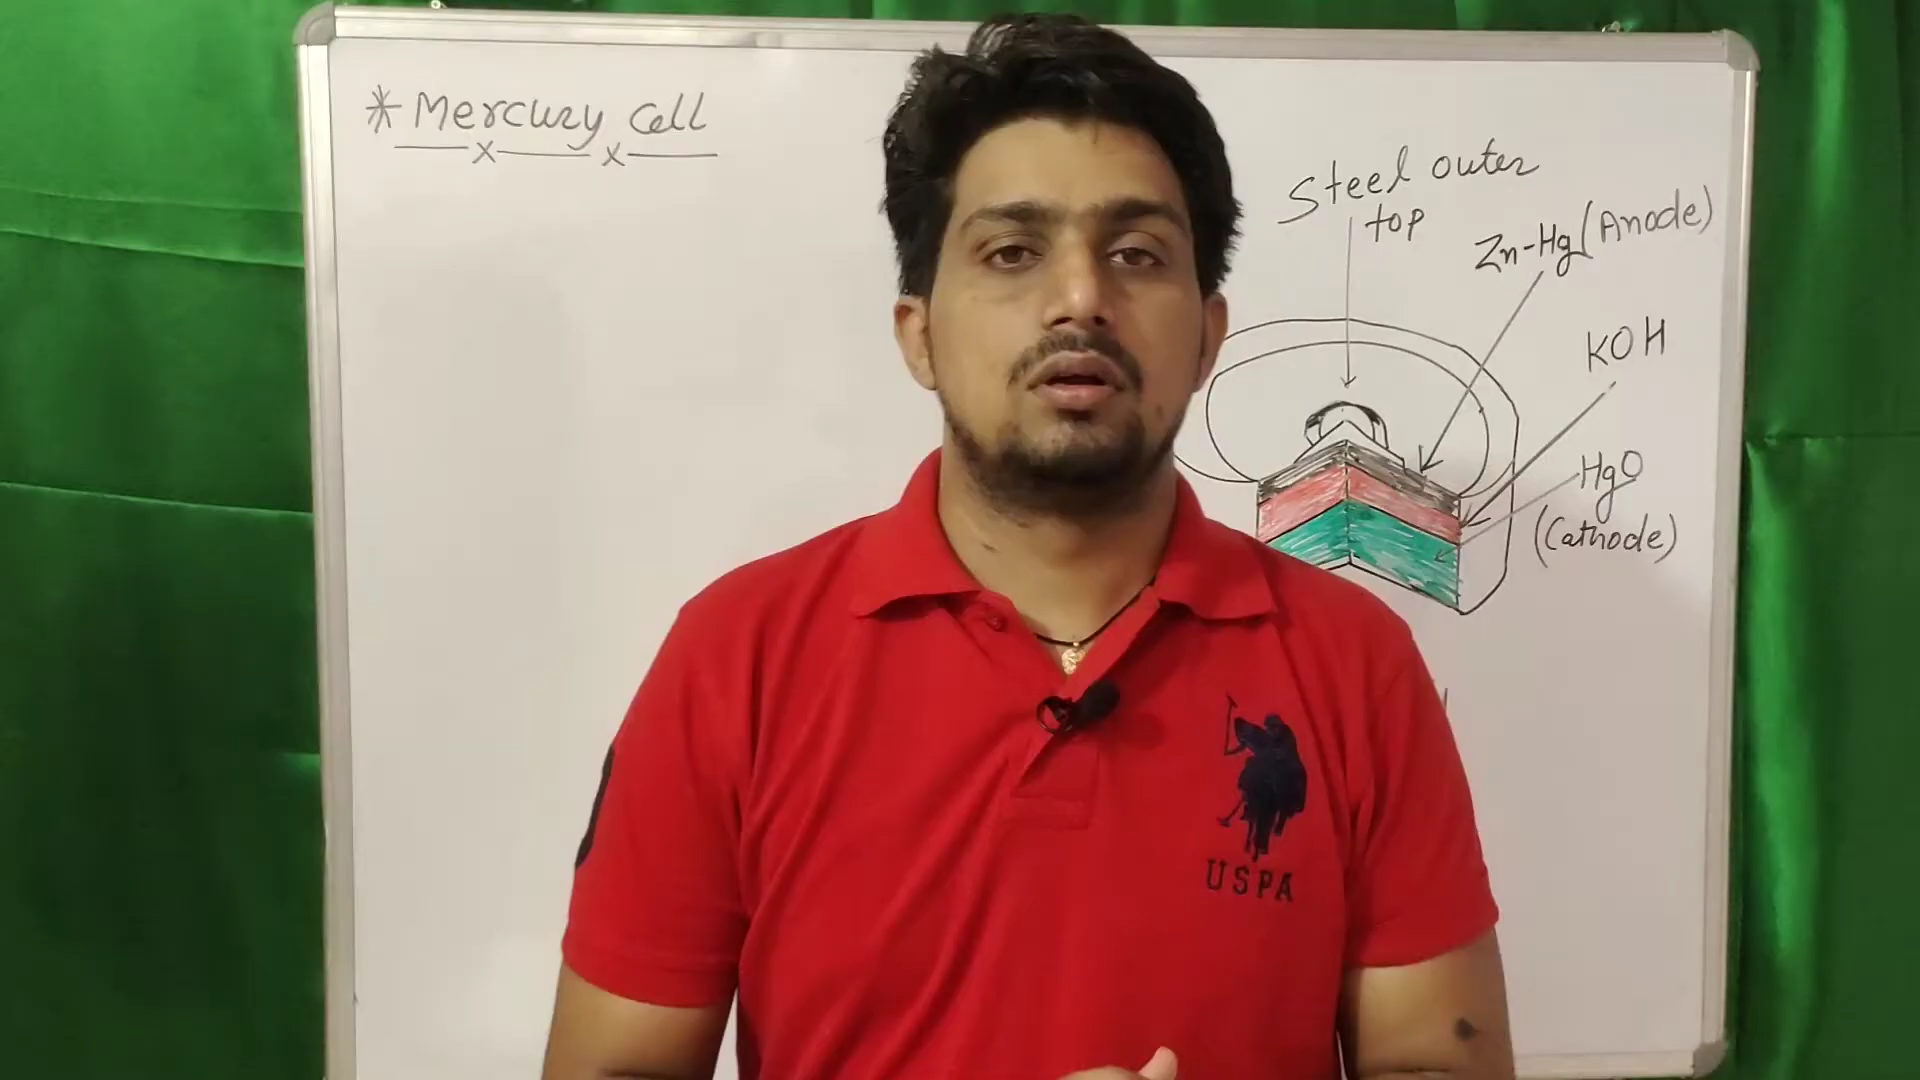 * Mercury Cell
Steel outer
top
Zn-Hg (Anode)
KOH
HgO
(Cathode)
USPA